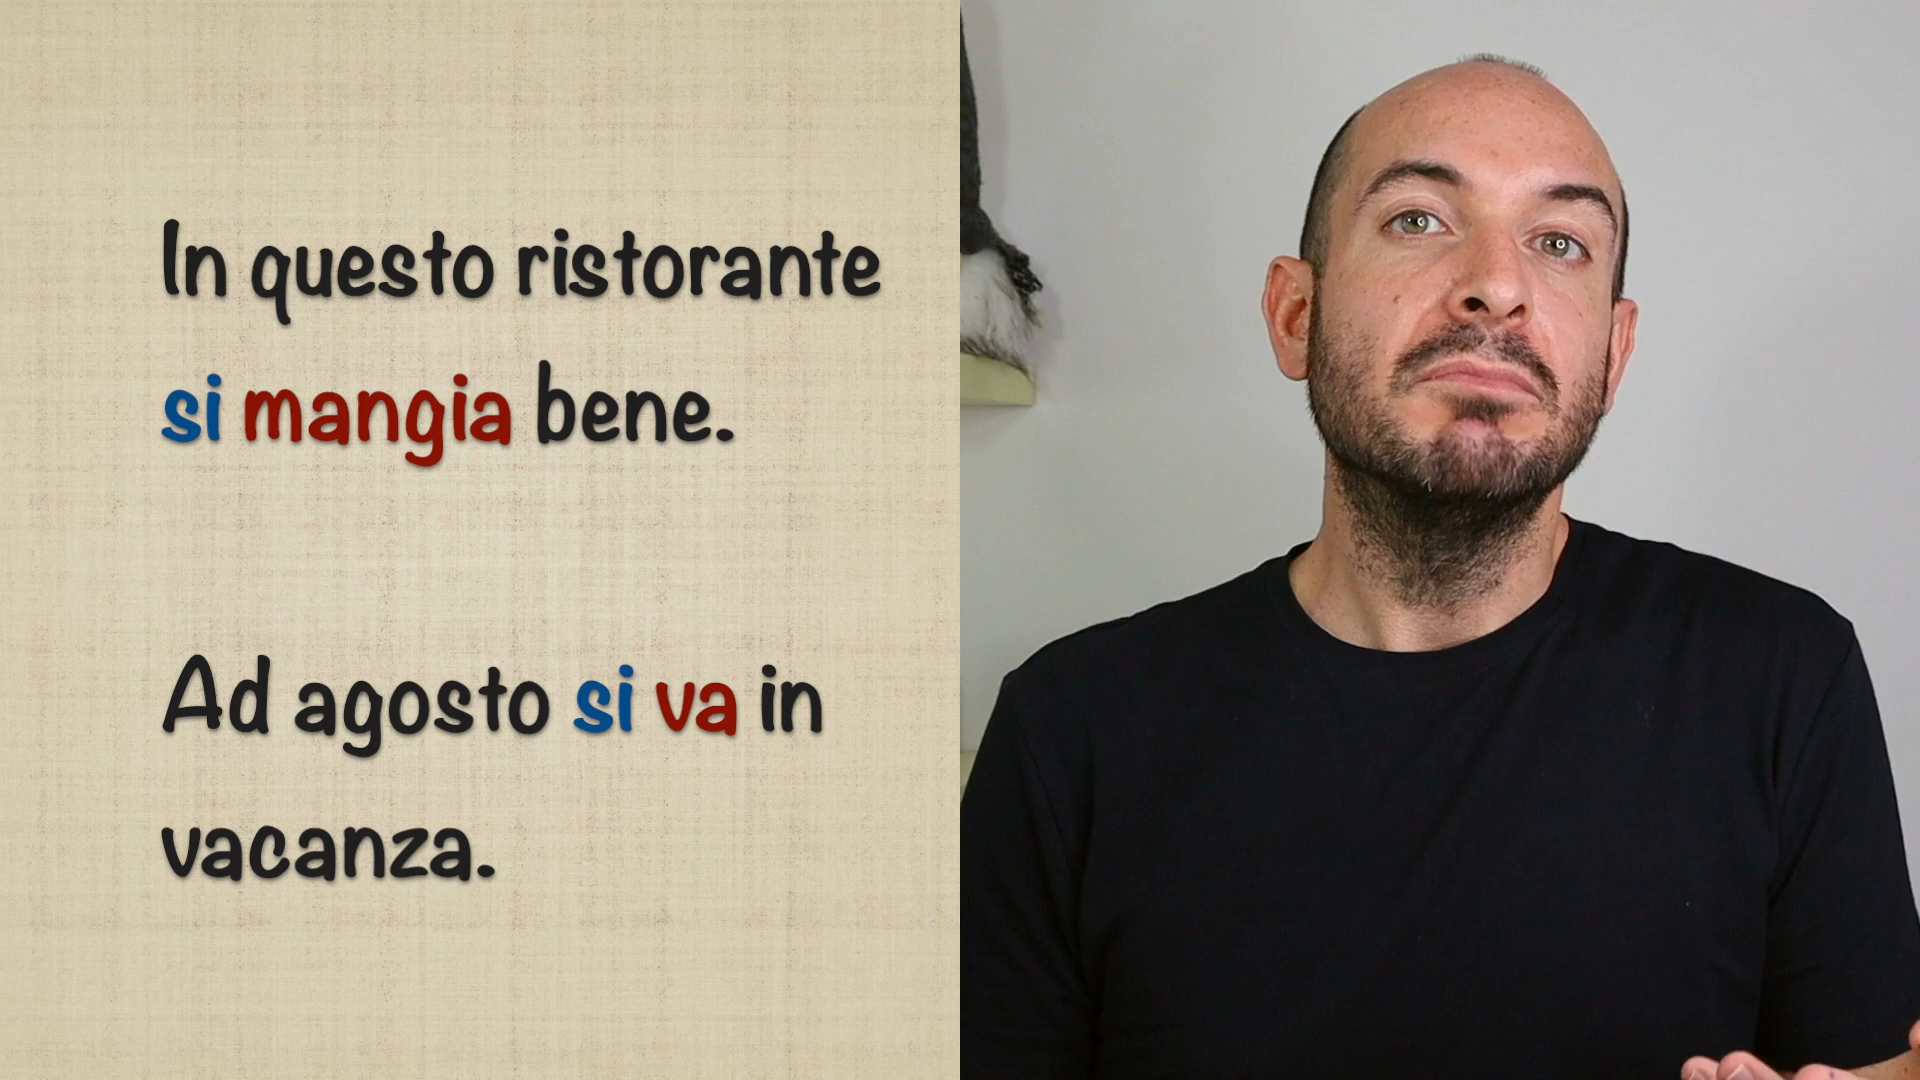 In questo ristorante
si mangia bene.
Ad agosto si va in
vacanza.